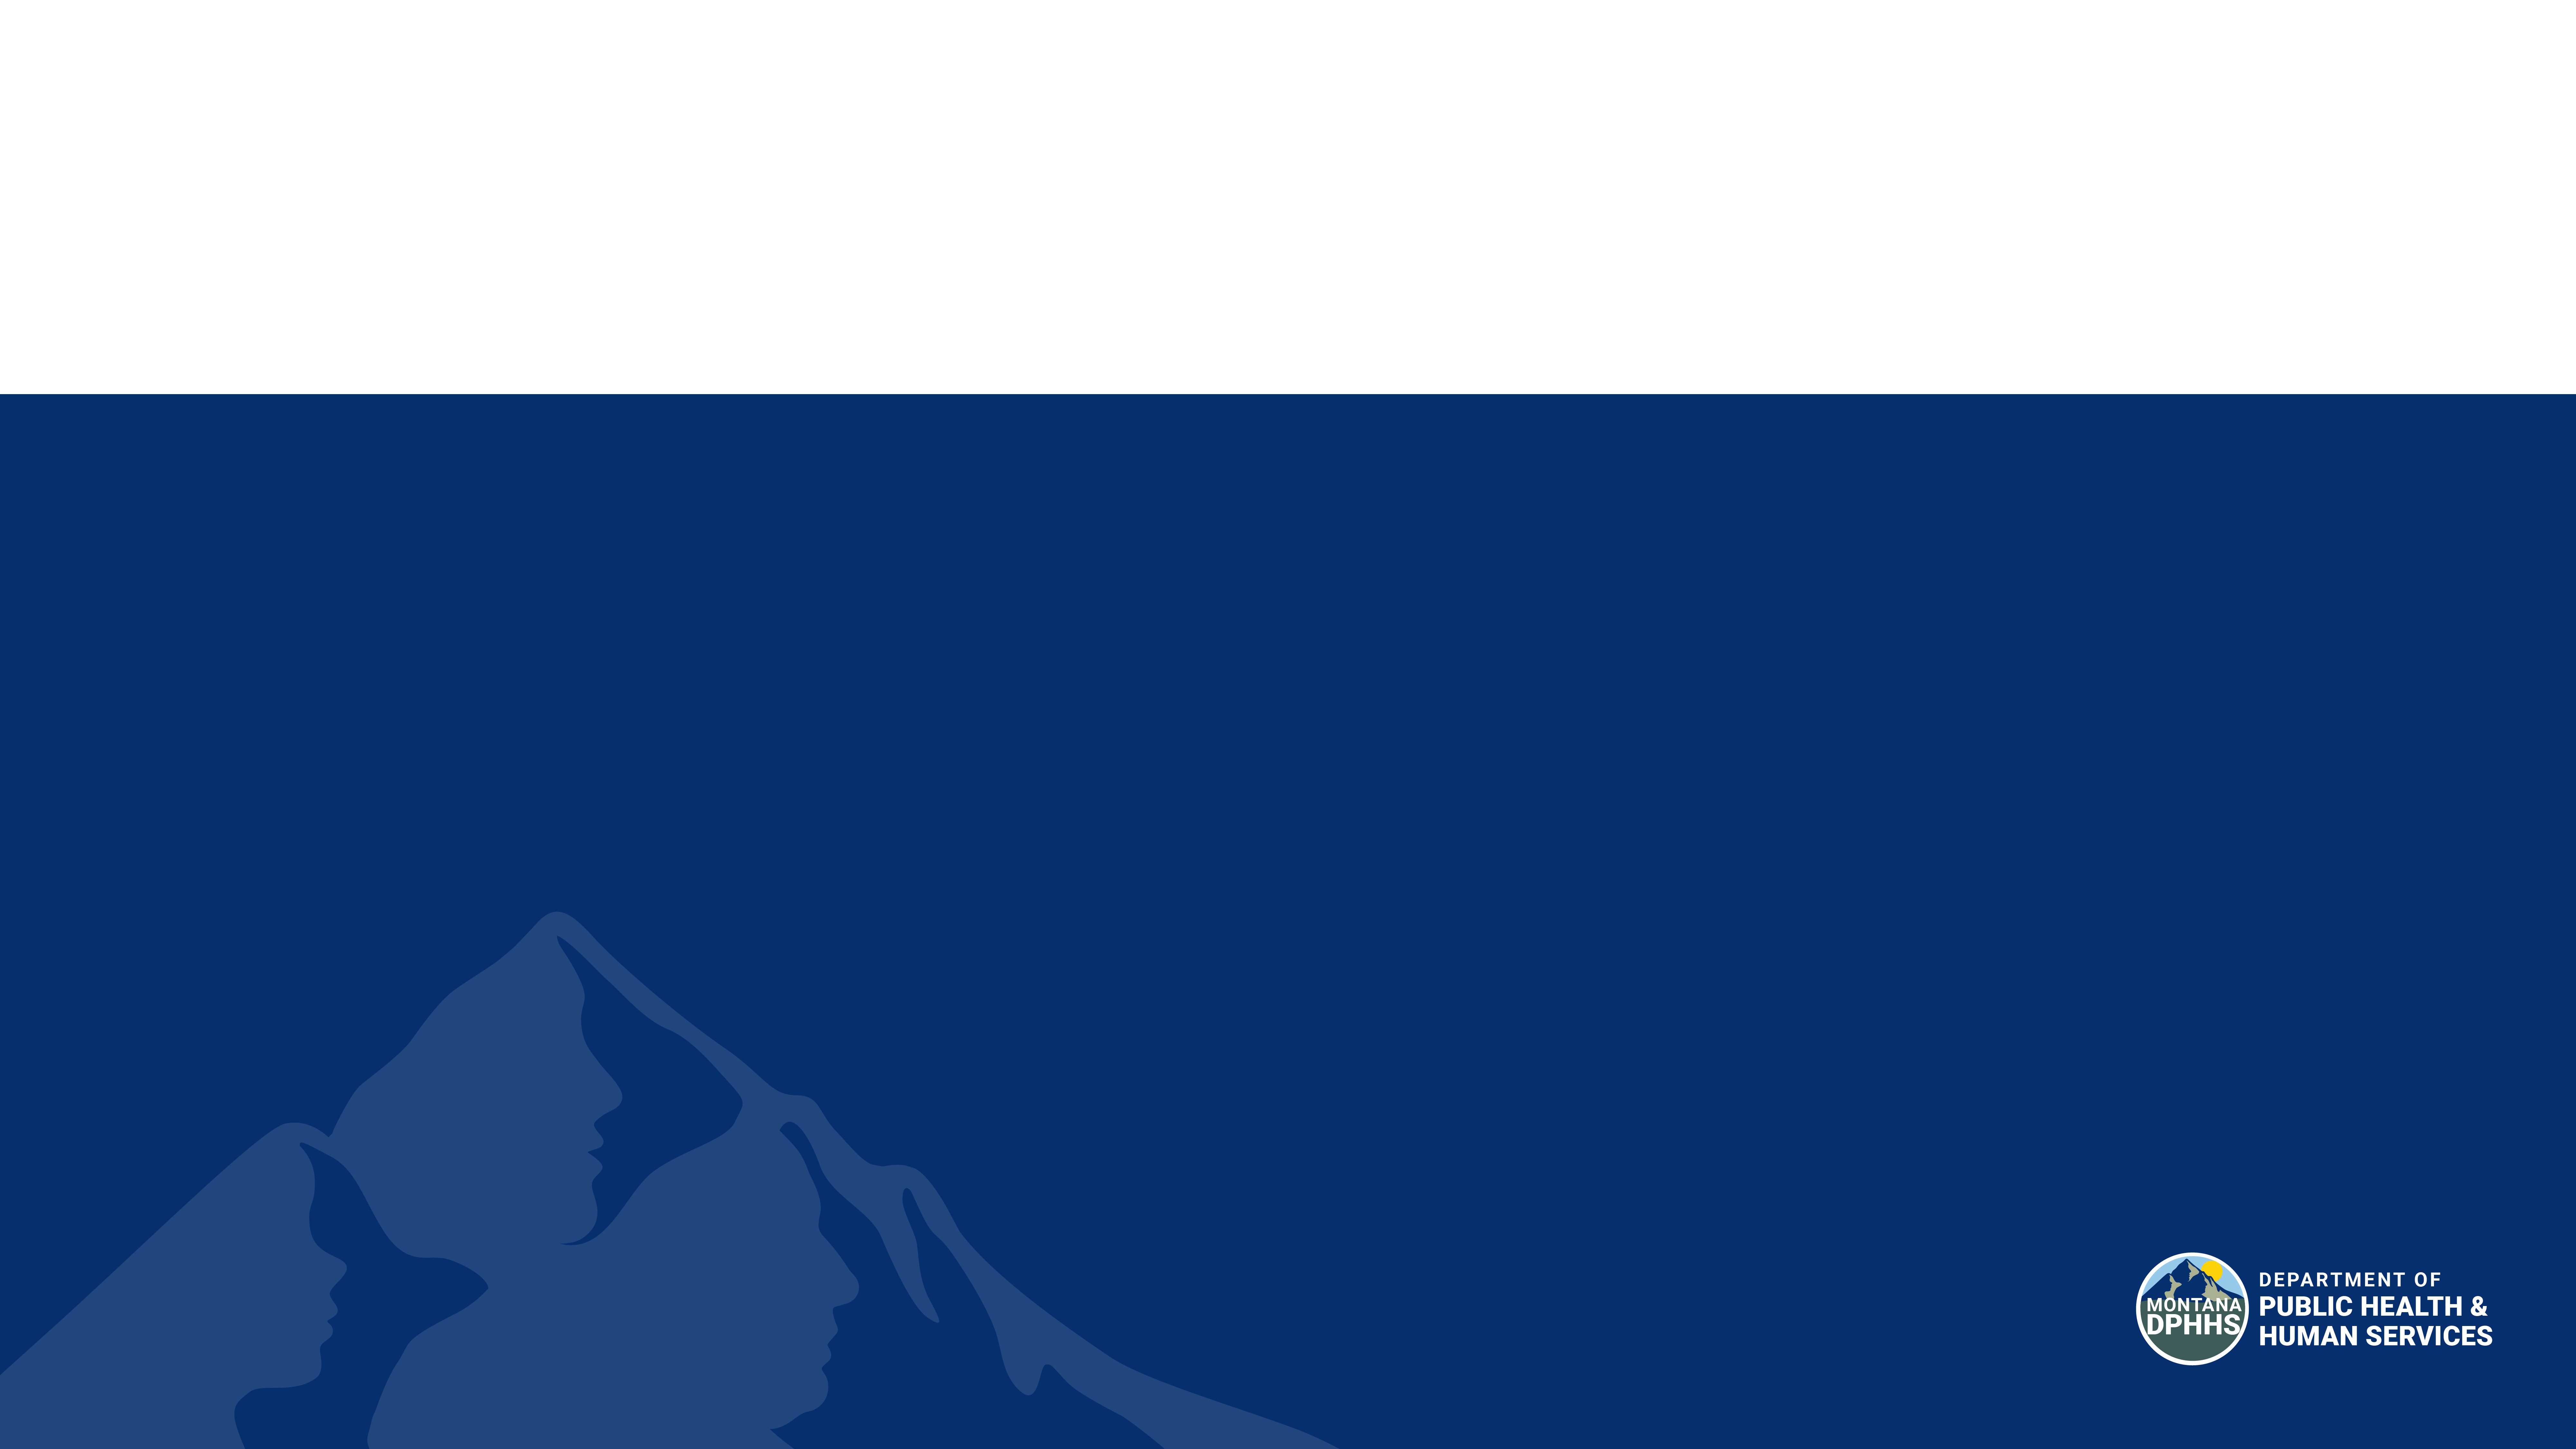 MONTANA
DPHHS
DEPARTMENT OF
PUBLIC HEALTH &
HUMAN SERVICES